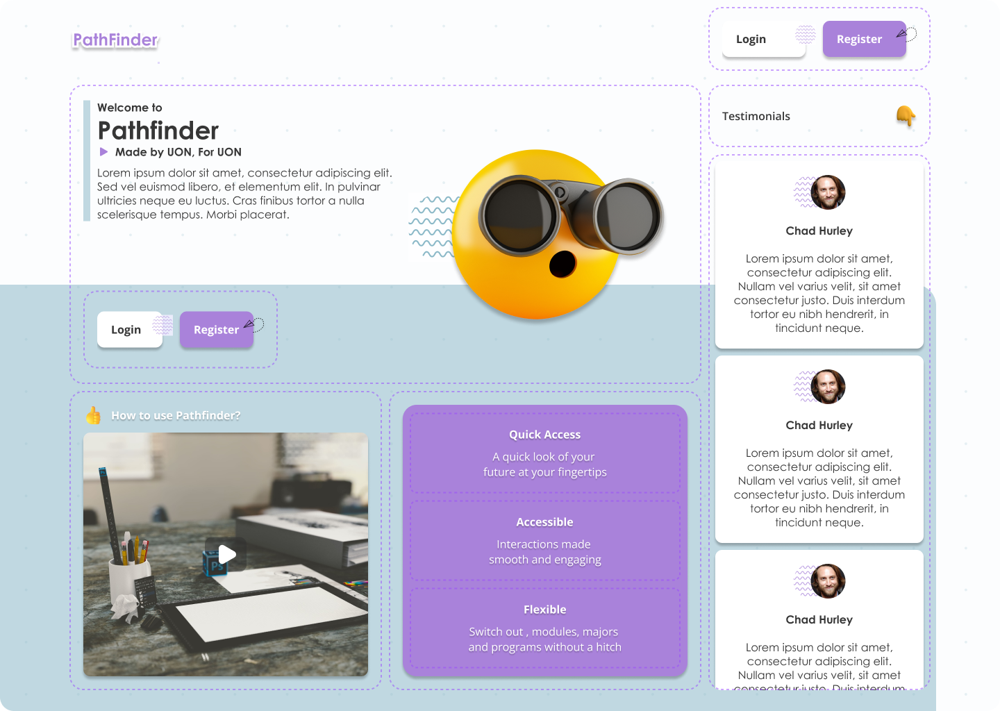 PathFinder
Login
Register
Welcome to
Pathfinder
Made by UON, For UON
Lorem ipsum dolor sit amet, consectetur adipiscing elit.
Sed vel euismod libero, et elementum elit. In pulvinar
ultricies neque eu luctus. Cras finibus tortor a nulla
scelerisque tempus. Morbi placerat.
Login
Register
How to use Pathfinder?
Ps
Quick Access
A quick look of your
future at your fingertips
Accessible
Interactions made
smooth and engaging
Flexible
Switch out , modules, majors
and programs without a hitch
Testimonials
Chad Hurley
Lorem ipsum dolor sit amet,
consectetur adipiscing elit.
Nullam vel varius velit, sit amet
consectetur justo. Duis interdum
tortor eu nibh hendrerit, in
tincidunt neque.
Chad Hurley
Lorem ipsum dolor sit amet,
consectetur adipiscing elit.
Nullam vel varius velit, sit amet
consectetur justo. Duis interdum
tortor eu nibh hendrerit, in
tincidunt neque.
Chad Hurley
Lorem ipsum dolor sit amet,
consectetur adipiscing elit.
Nullam vel varius velit, sit amet
consectetur justo. Duis interdum